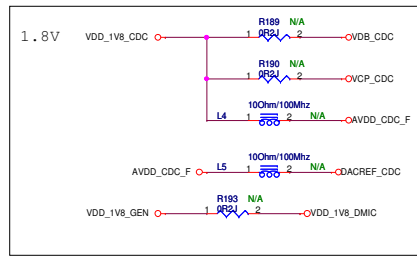 R189 N/A
1.8V VDD_1V8_CDC 1 0R2J 2 VDB_CDC
R190 N/A
1 0R2J 2 VCP_CDC
10Ohm/100Mhz
L4 1 2 N/A AVDD_CDC_F
10Ohm/100Mhz
AVDD_CDC_F L5 1 2 N/A DACREF_CDC
R193 N/A
VDD_1V8_GEN 1 0R2J 2 VDD_1V8_DMIC